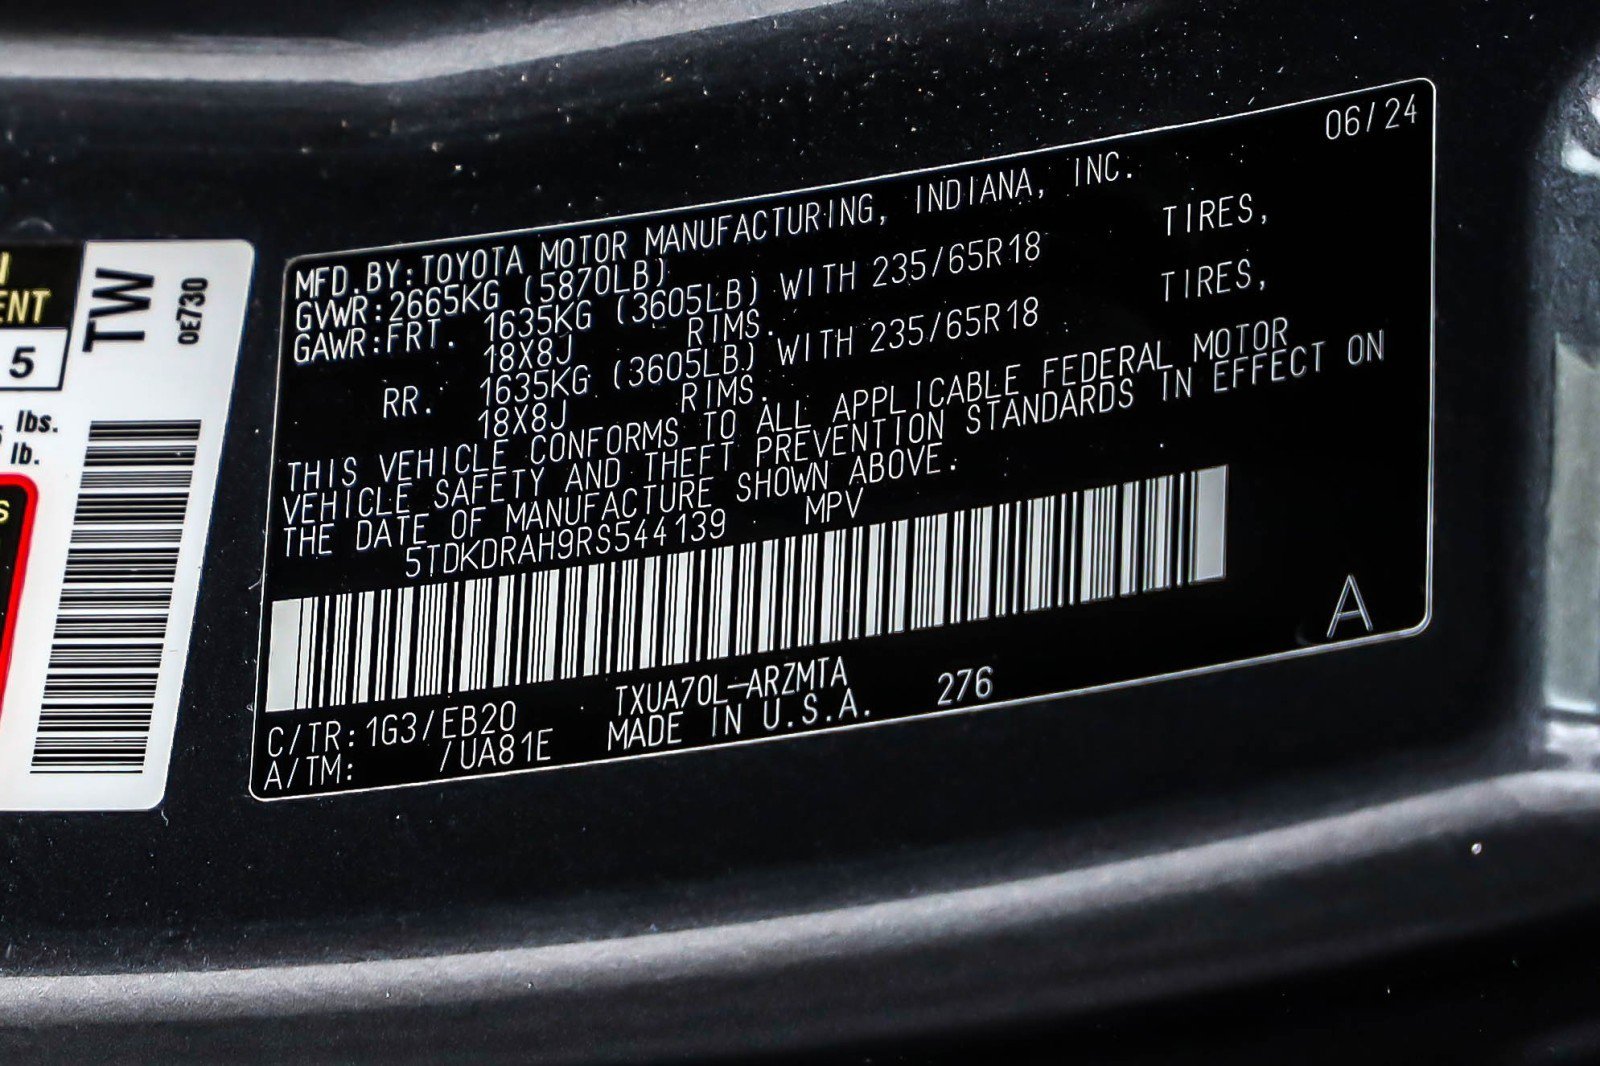 06/24
MFD.BY:TOYOTA MOTOR MANUFACTURING, INDIANA, INC.
GVWR:2665KG (5870LB)
GAWR:FRT. 1635KG (3605LB) WITH 235/65R18 TIRES,
18X8J RIMS.
RR. 1635KG (3605LB) WITH 235/65R18 TIRES,
18X8J RIMS.
THIS VEHICLE CONFORMS TO ALL APPLICABLE FEDERAL MOTOR
VEHICLE SAFETY AND THEFT PREVENTION STANDARDS IN EFFECT ON
THE DATE OF MANUFACTURE SHOWN ABOVE.
5TDKDRAH9RS544139 MPV
A
C/TR:1G3/EB20 TXUA70L-ARZMTA 276
A/TM: /UA81E MADE IN U.S.A.
TW
0E730
5
lbs.
lb.